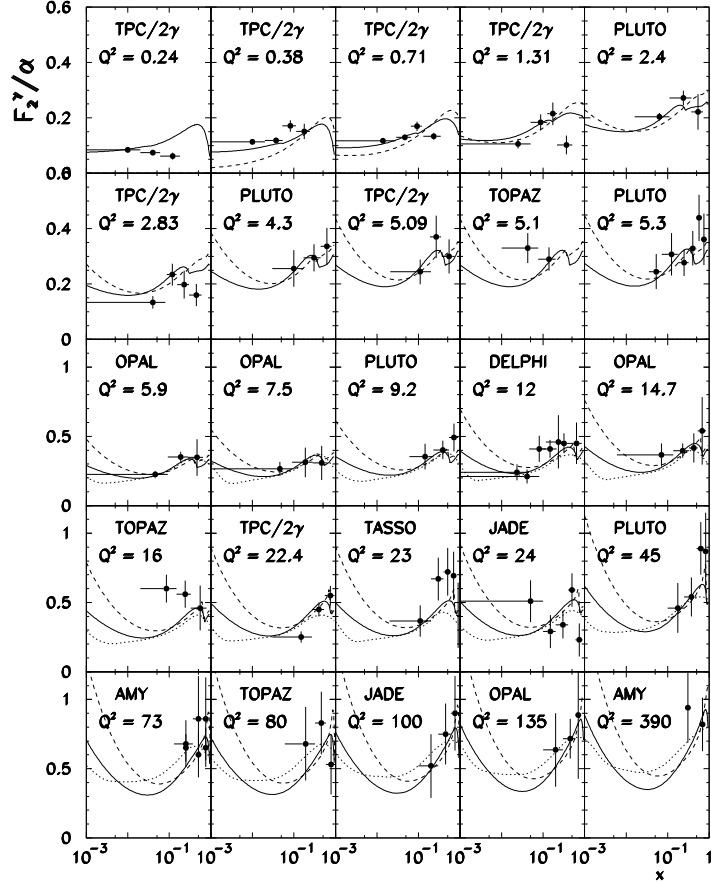 F₂ᵞ/α
0.6
0.4
0.2
0.6
TPC/2γ TPC/2γ TPC/2γ TPC/2γ PLUTO
Q² = 0.24 Q² = 0.38 Q² = 0.71 Q² = 1.31 Q² = 2.4
0.4
0.2
0
TPC/2γ PLUTO TPC/2γ TOPAZ PLUTO
Q² = 2.83 Q² = 4.3 Q² = 5.09 Q² = 5.1 Q² = 5.3
1
0.5
0
OPAL OPAL PLUTO DELPHI OPAL
Q² = 5.9 Q² = 7.5 Q² = 9.2 Q² = 12 Q² = 14.7
1
0.5
0
TOPAZ TPC/2γ TASSO JADE PLUTO
Q² = 16 Q² = 22.4 Q² = 23 Q² = 24 Q² = 45
1
0.5
0
AMY TOPAZ JADE OPAL AMY
Q² = 73 Q² = 80 Q² = 100 Q² = 135 Q² = 390
10⁻³ 10⁻¹ 10⁻³ 10⁻¹ 10⁻³ 10⁻¹ 10⁻³ 10⁻¹ 10⁻³ 10⁻¹ 1
x